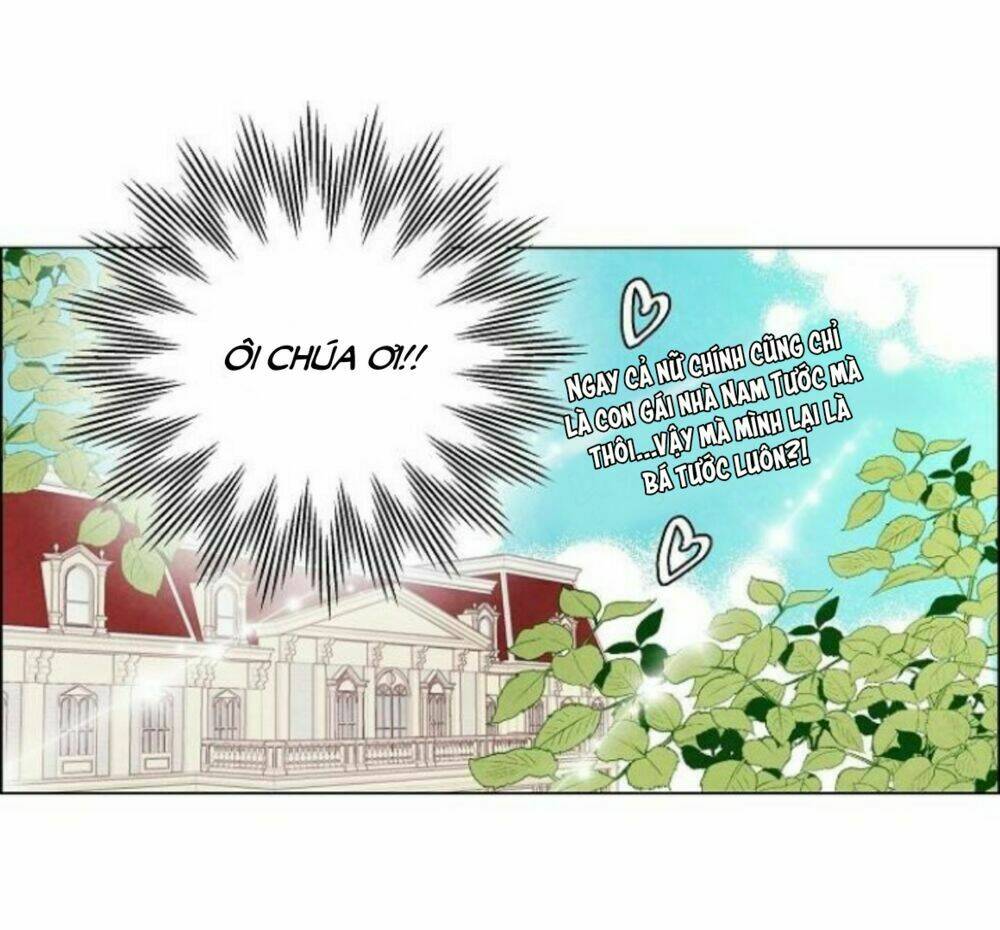 ÔI CHÚA ƠI!!
NGAY CẢ NỮ CHÍNH CŨNG CHỈ
LÀ CON GÁI NHÀ NAM TƯỚC MÀ
THÔI...VẬY MÀ MÌNH LẠI LÀ
BÁ TƯỚC LUÔN?!